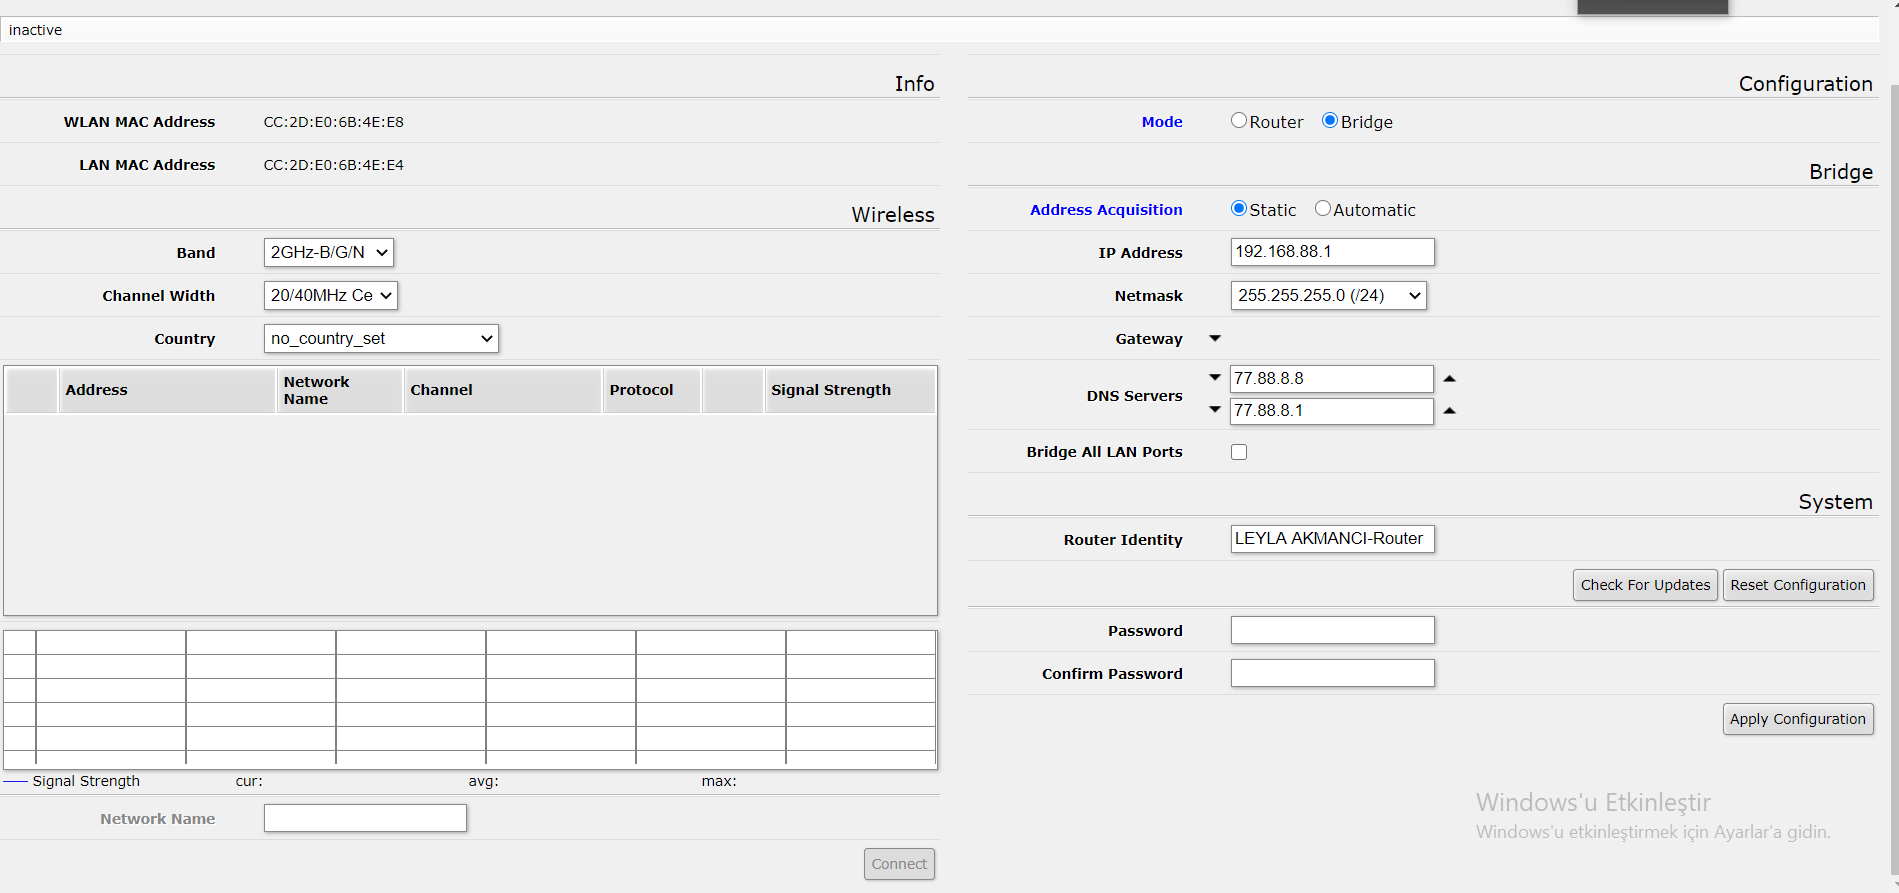 inactive
Info
WLAN MAC Address CC:2D:E0:6B:4E:E8
LAN MAC Address CC:2D:E0:6B:4E:E4
Wireless
Band 2GHz-B/G/N
Channel Width 20/40MHz Ce
Country no_country_set
Address Network Name Channel Protocol Signal Strength
Signal Strength cur: avg: max:
Network Name
Connect
Configuration
Mode Router Bridge
Bridge
Address Acquisition Static Automatic
IP Address 192.168.88.1
Netmask 255.255.255.0 (/24)
Gateway
DNS Servers 77.88.8.8
77.88.8.1
Bridge All LAN Ports
System
Router Identity LEYLA AKMANCI-Router
Check For Updates Reset Configuration
Password
Confirm Password
Apply Configuration
Windows'u Etkinleştir
Windows'u etkinleştirmek için Ayarlar'a gidin.